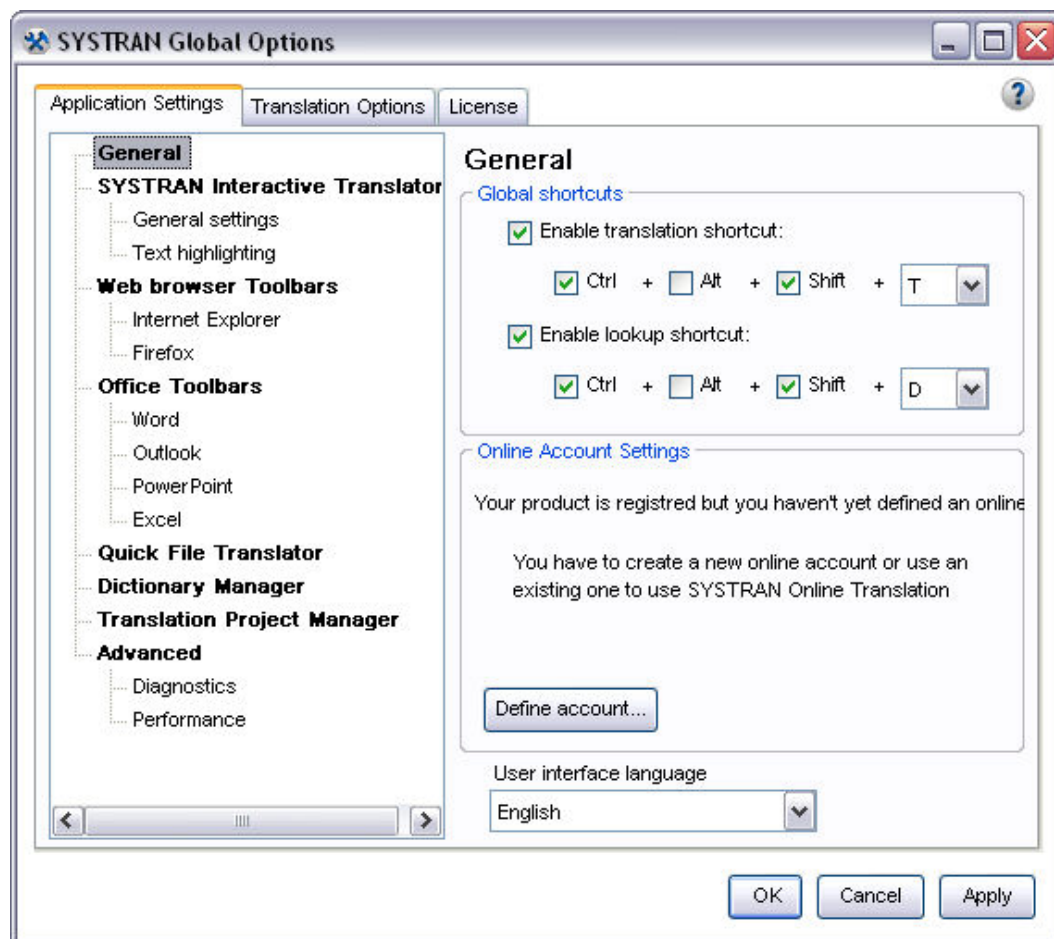 SYSTRAN Global Options
Application Settings
Translation Options
License
?
General
SYSTRAN Interactive Translator
General settings
Text highlighting
Web browser Toolbars
Internet Explorer
Firefox
Office Toolbars
Word
Outlook
PowerPoint
Excel
Quick File Translator
Dictionary Manager
Translation Project Manager
Advanced
Diagnostics
Performance
General
Global shortcuts
Enable translation shortcut:
Ctrl + Alt + Shift + T
Enable lookup shortcut:
Ctrl + Alt + Shift + D
Online Account Settings
Your product is registred but you haven't yet defined an online
You have to create a new online account or use an
existing one to use SYSTRAN Online Translation
Define account...
User interface language
English
OK Cancel Apply